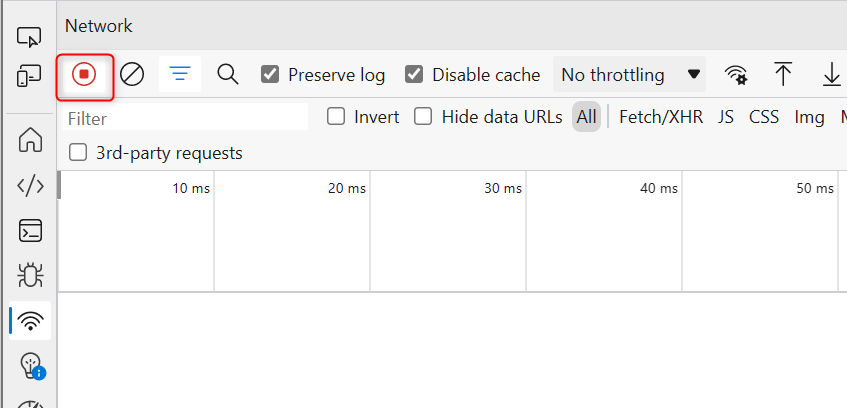 Network
Preserve log Disable cache No throttling
Filter Invert Hide data URLs All Fetch/XHR JS CSS Img
3rd-party requests
10 ms 20 ms 30 ms 40 ms 50 ms